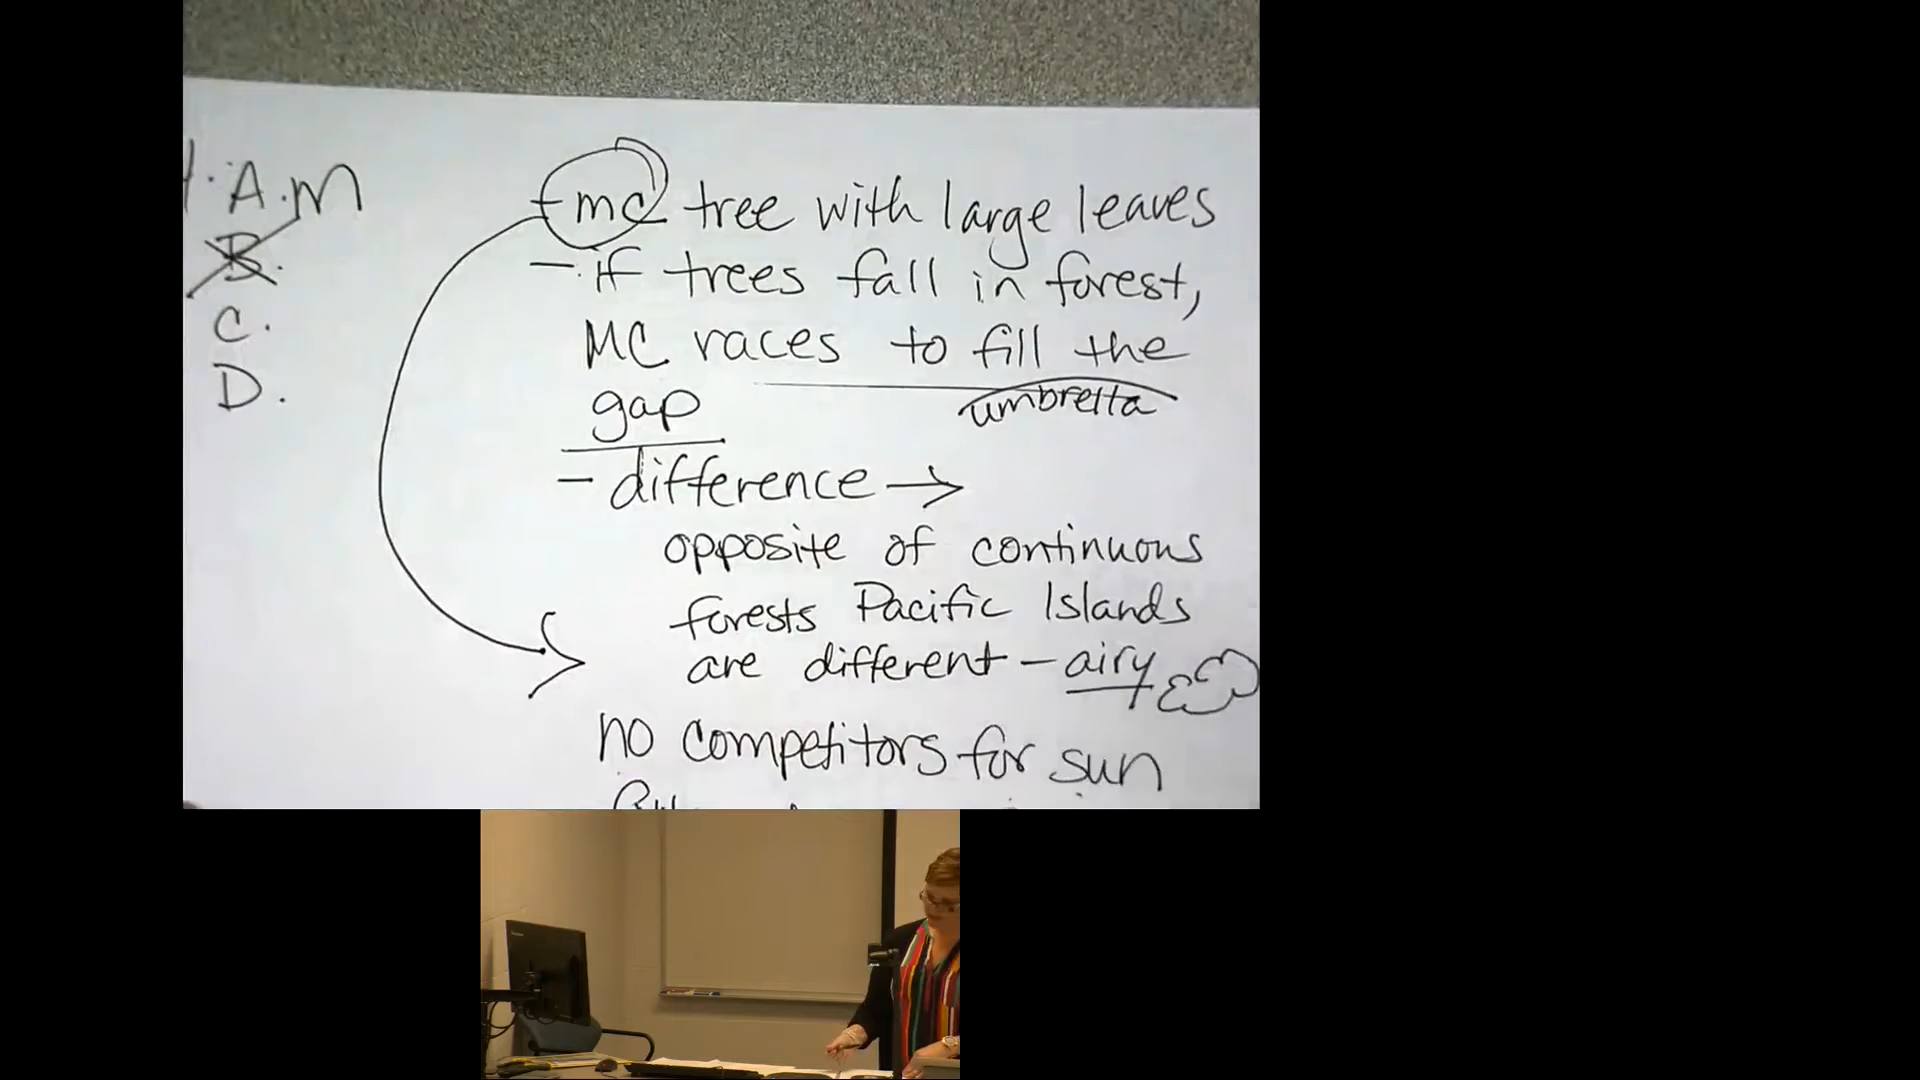 1. A. M
B.
C.
D.
- mc tree with large leaves
- if trees fall in forest,
MC races to fill the
gap
umbrella
- difference →
opposite of continuous
forests Pacific Islands
are different - airy
no competitors for sun